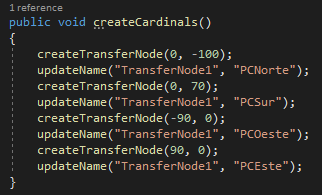 1 reference
public void createCardinals()
{
createTransferNode(0, -100);
updateName("TransferNode1", "PCNorte");
createTransferNode(0, 70);
updateName("TransferNode1", "PCSur");
createTransferNode(-90, 0);
updateName("TransferNode1", "PCOeste");
createTransferNode(90, 0);
updateName("TransferNode1", "PCEste");
}